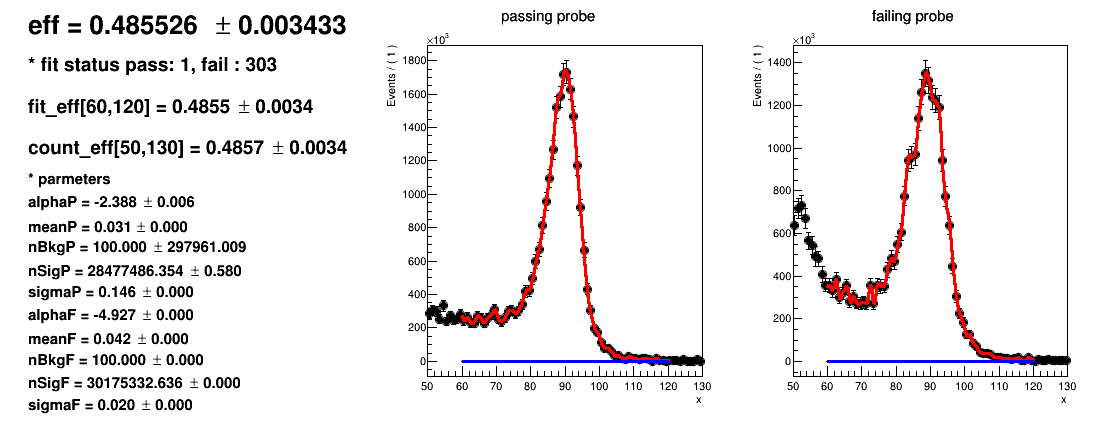 eff = 0.485526 ± 0.003433
* fit status pass: 1, fail : 303
fit_eff[60,120] = 0.4855 ± 0.0034
count_eff[50,130] = 0.4857 ± 0.0034
* parmeters
alphaP = -2.388 ± 0.006
meanP = 0.031 ± 0.000
nBkgP = 100.000 ± 297961.009
nSigP = 28477486.354 ± 0.580
sigmaP = 0.146 ± 0.000
alphaF = -4.927 ± 0.000
meanF = 0.042 ± 0.000
nBkgF = 100.000 ± 0.000
nSigF = 30175332.636 ± 0.000
sigmaF = 0.020 ± 0.000
passing probe
×10³
Events / ( 1 )
1800
1600
1400
1200
1000
800
600
400
200
0
50 60 70 80 90 100 110 120 130
x
failing probe
×10³
Events / ( 1 )
1400
1200
1000
800
600
400
200
0
50 60 70 80 90 100 110 120 130
x